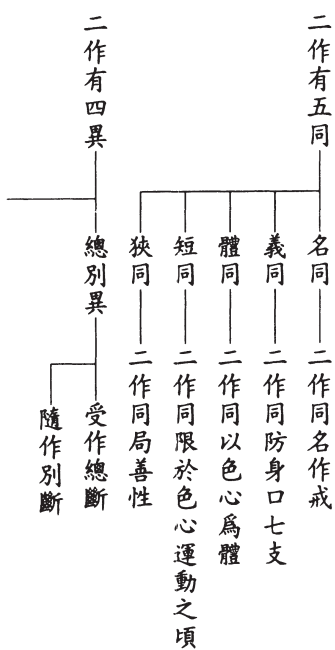 二作有五同
名同
二作同名作戒
義同
二作同防身口七支
體同
二作同以色心爲體
短同
二作同限於色心運動之頃
狹同
二作同局善性
二作有四異
總別異
受作總斷
隨作別斷